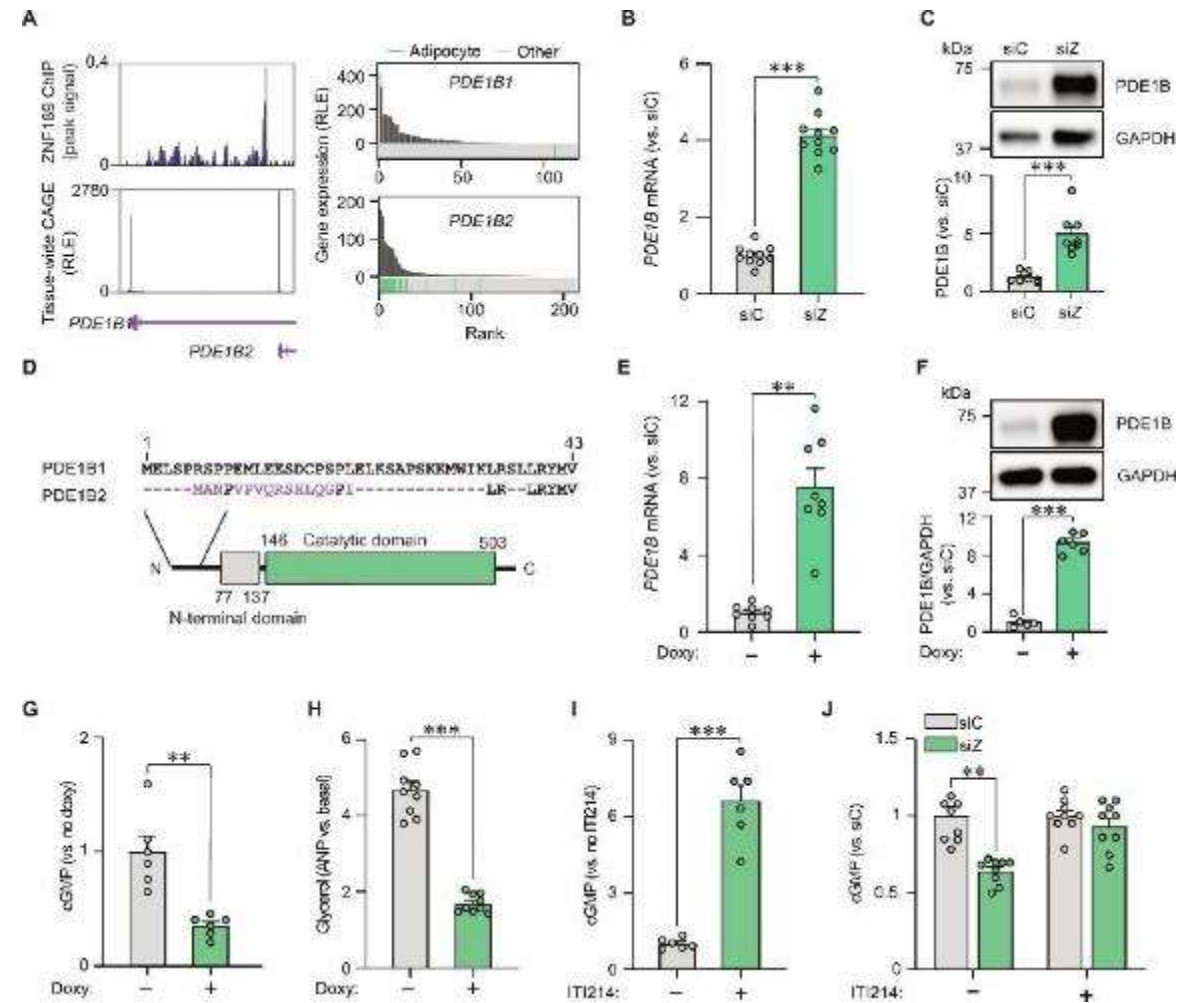 A
ZNF189 ChIP
[peak signal]
0.4
0
Tissue-wide CAGE
(RLE)
2780
0
PDE1B1
PDE1B2
Adipocyte Other
Gene expression (RLE)
400
200
0
PDE1B1
0 50 100
200
100
0
PDE1B2
0 100 200
Rank
B
PDE1B mRNA (vs. siC)
6
4
2
0
***
siC siZ
C
kDa siC siZ
75
PDE1B
GAPDH
37
PDE1B (vs. siC)
10
5
0
***
siC siZ
D
1 43
PDE1B1 MELSPRSPPEMLEESDCPSPLELKSAPSKKMWIKLRSLLRYMV
PDE1B2
146 Catalytic domain 503
N C
77 137
N-terminal domain
E
PDE1B mRNA (vs. siC)
12
8
4
0
**
Doxy: − +
F
kDa
75
PDE1B
GAPDH
37
PDE1B/GAPDH
(vs. siC)
12
8
4
0
***
Doxy: − +
G
cGMP (vs. no doxy)
2
1
0
**
Doxy: − +
H
Glycerol (ANP vs. basal)
6
4
2
0
***
Doxy: − +
I
cGMP (vs. no ITI214)
9
6
3
0
***
ITI214: − +
J
siC
siZ
cGMP (vs. siC)
1.5
1
0.5
0
**
ITI214: − +